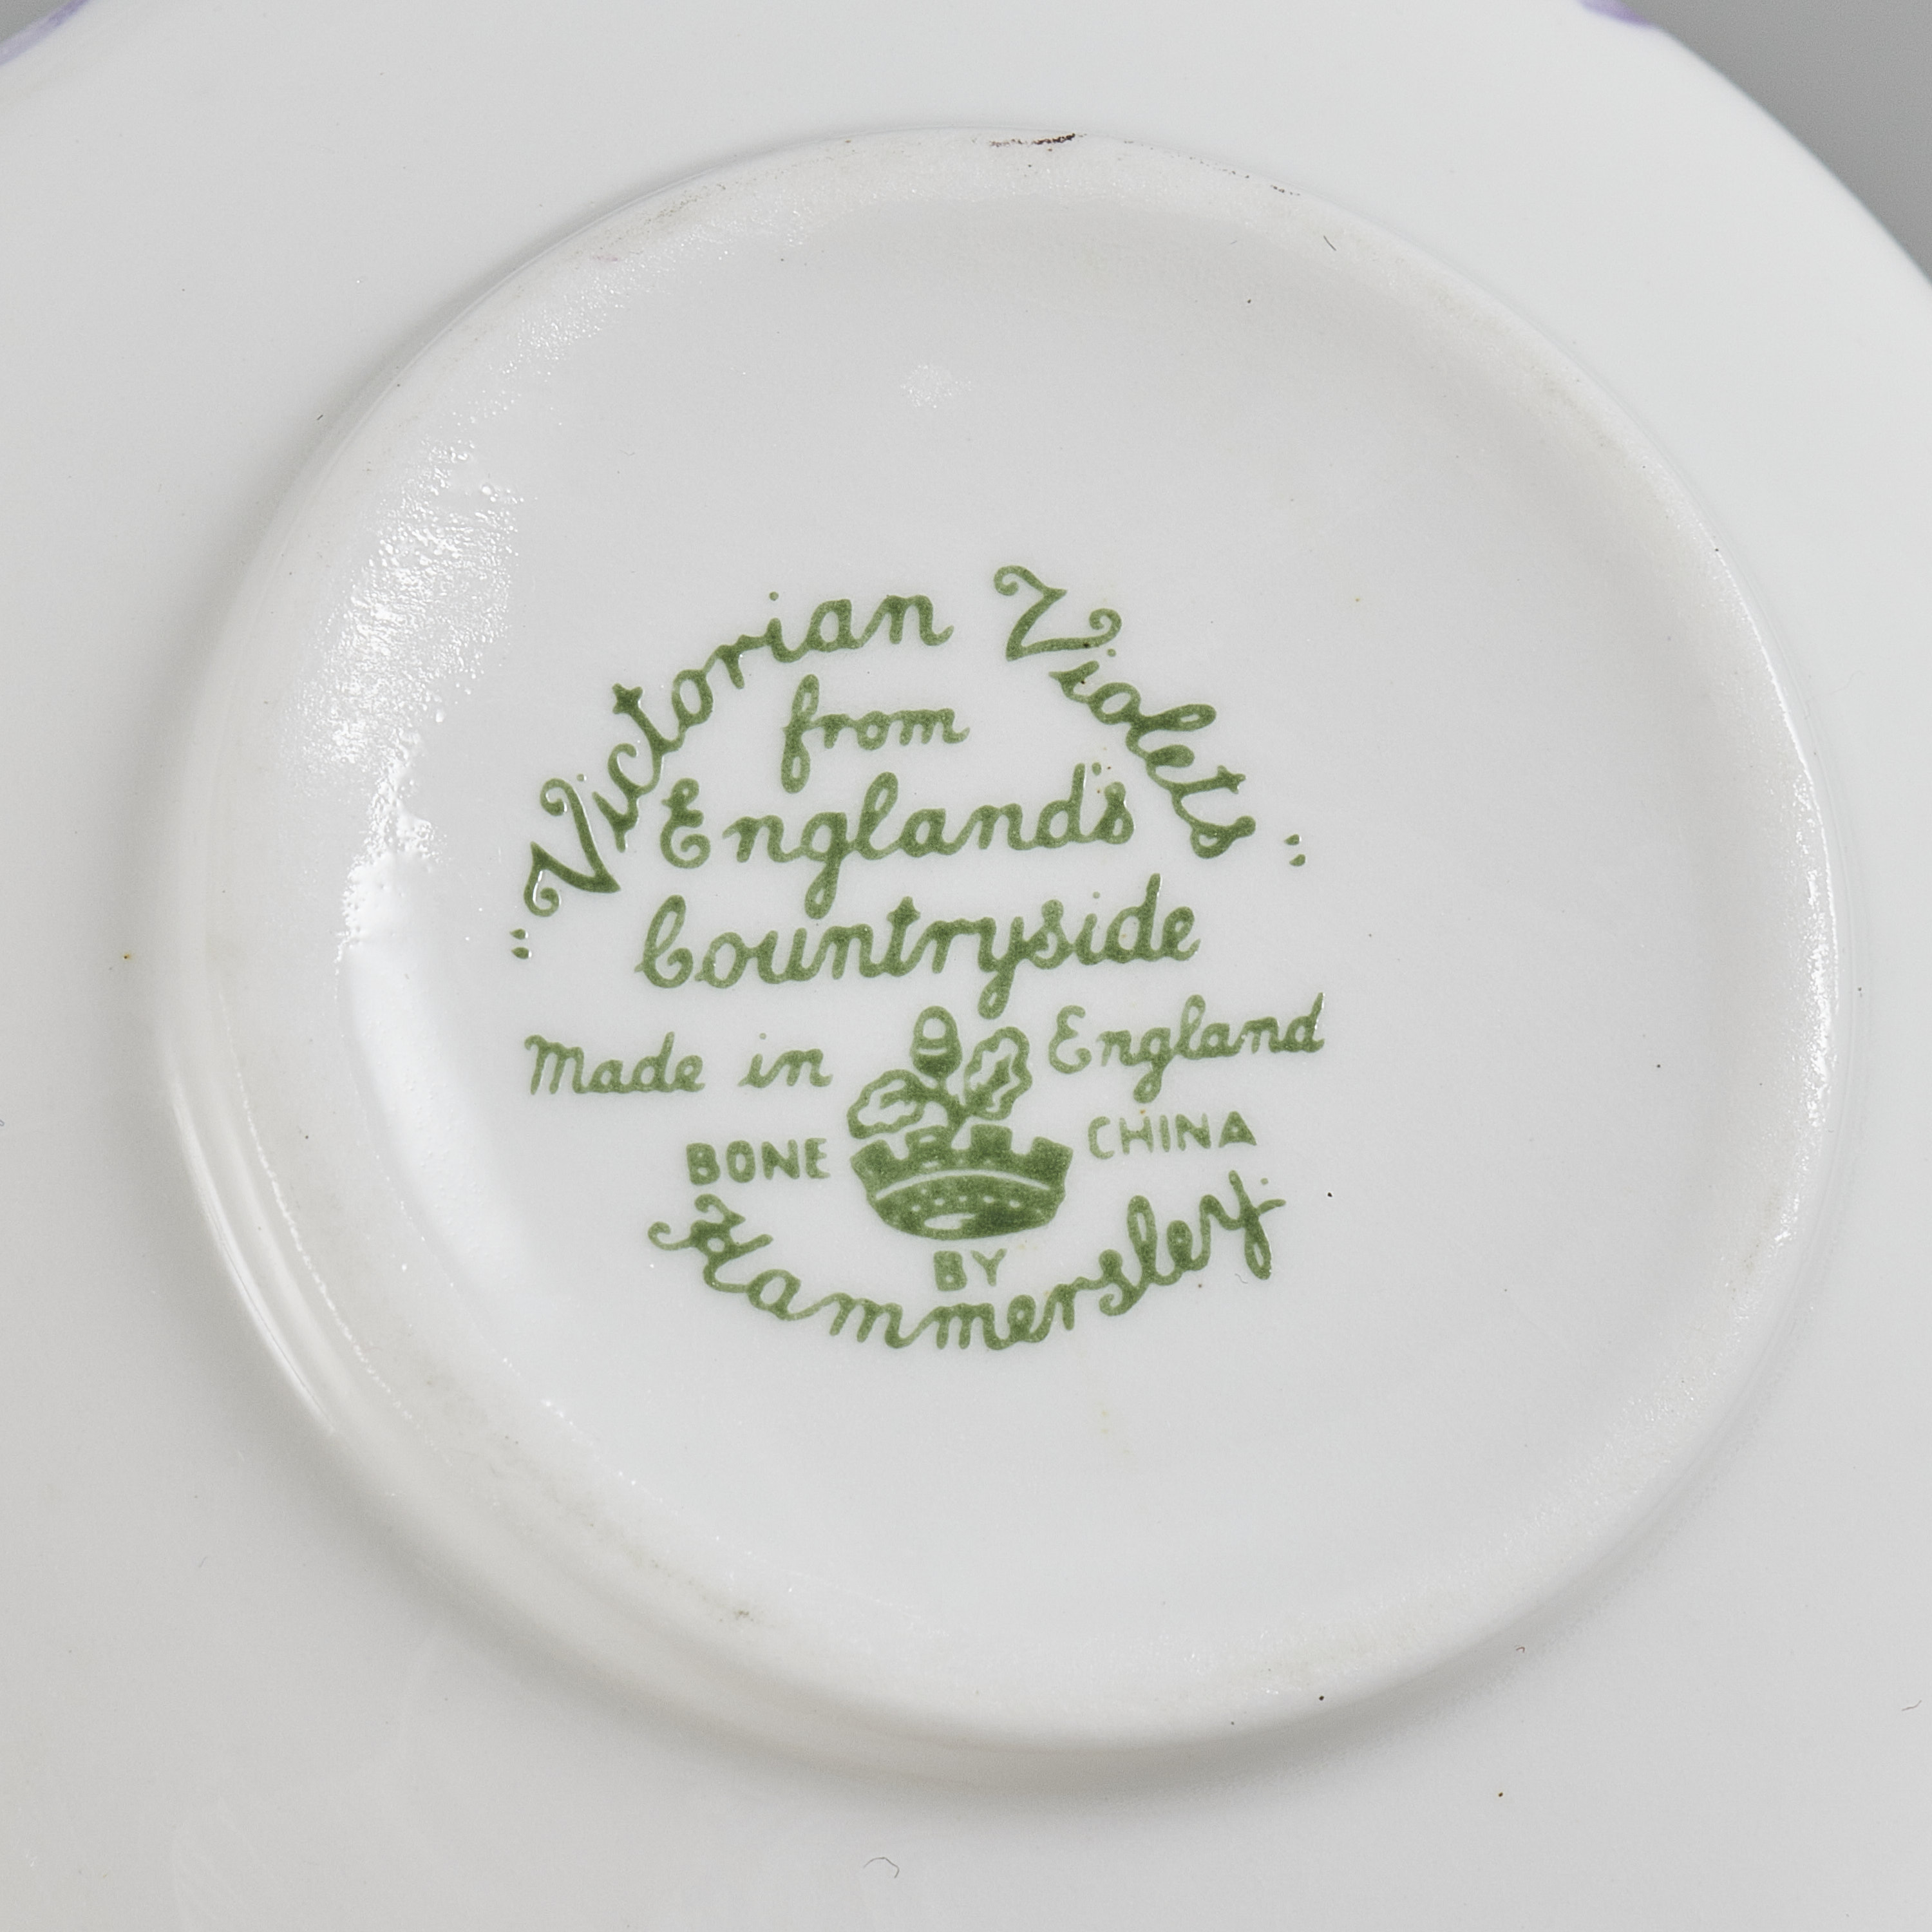 "Victorian Violets"
from
England's
Countryside
Made in England
BONE CHINA
BY
Hammersley